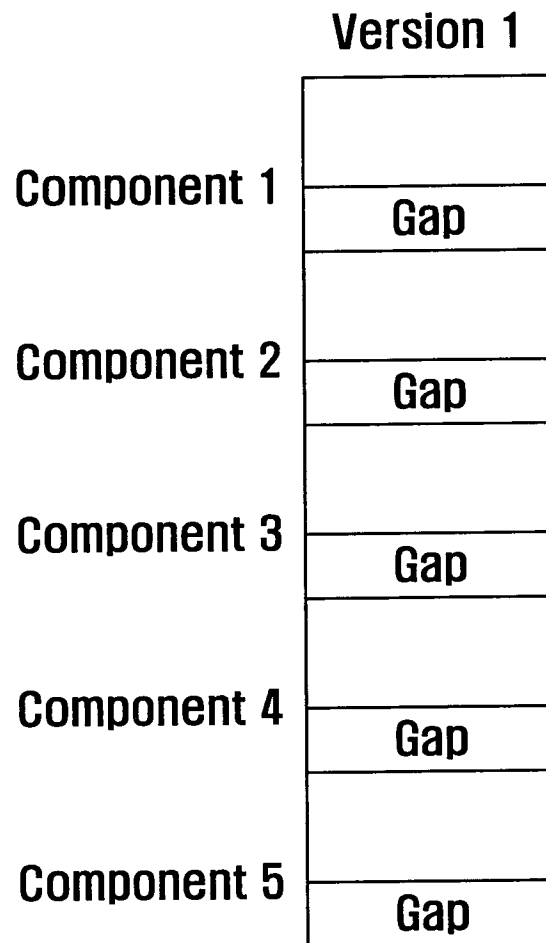 Version 1
Component 1
Gap
Component 2
Gap
Component 3
Gap
Component 4
Gap
Component 5
Gap